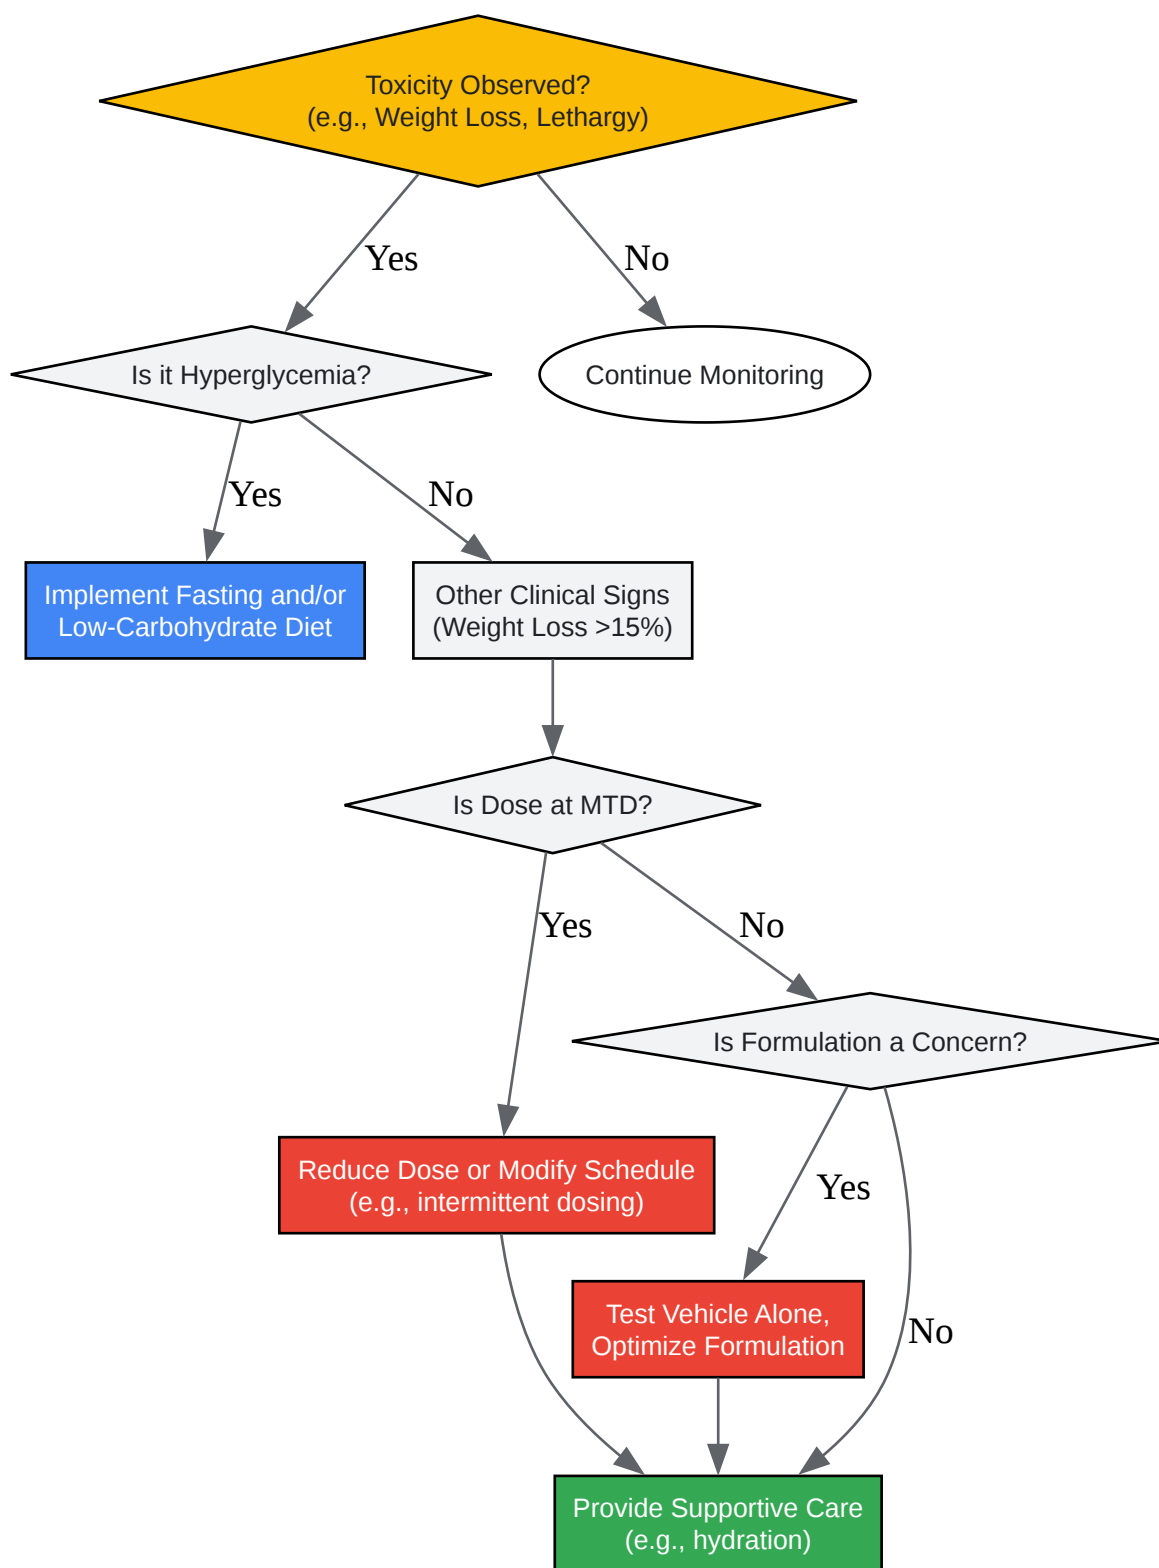 Toxicity Observed?
(e.g., Weight Loss, Lethargy)
Yes
No
Is it Hyperglycemia?
Continue Monitoring
Yes
No
Implement Fasting and/or
Low-Carbohydrate Diet
Other Clinical Signs
(Weight Loss >15%)
Is Dose at MTD?
Yes
No
Is Formulation a Concern?
Reduce Dose or Modify Schedule
(e.g., intermittent dosing)
Yes
Test Vehicle Alone,
Optimize Formulation
No
Provide Supportive Care
(e.g., hydration)